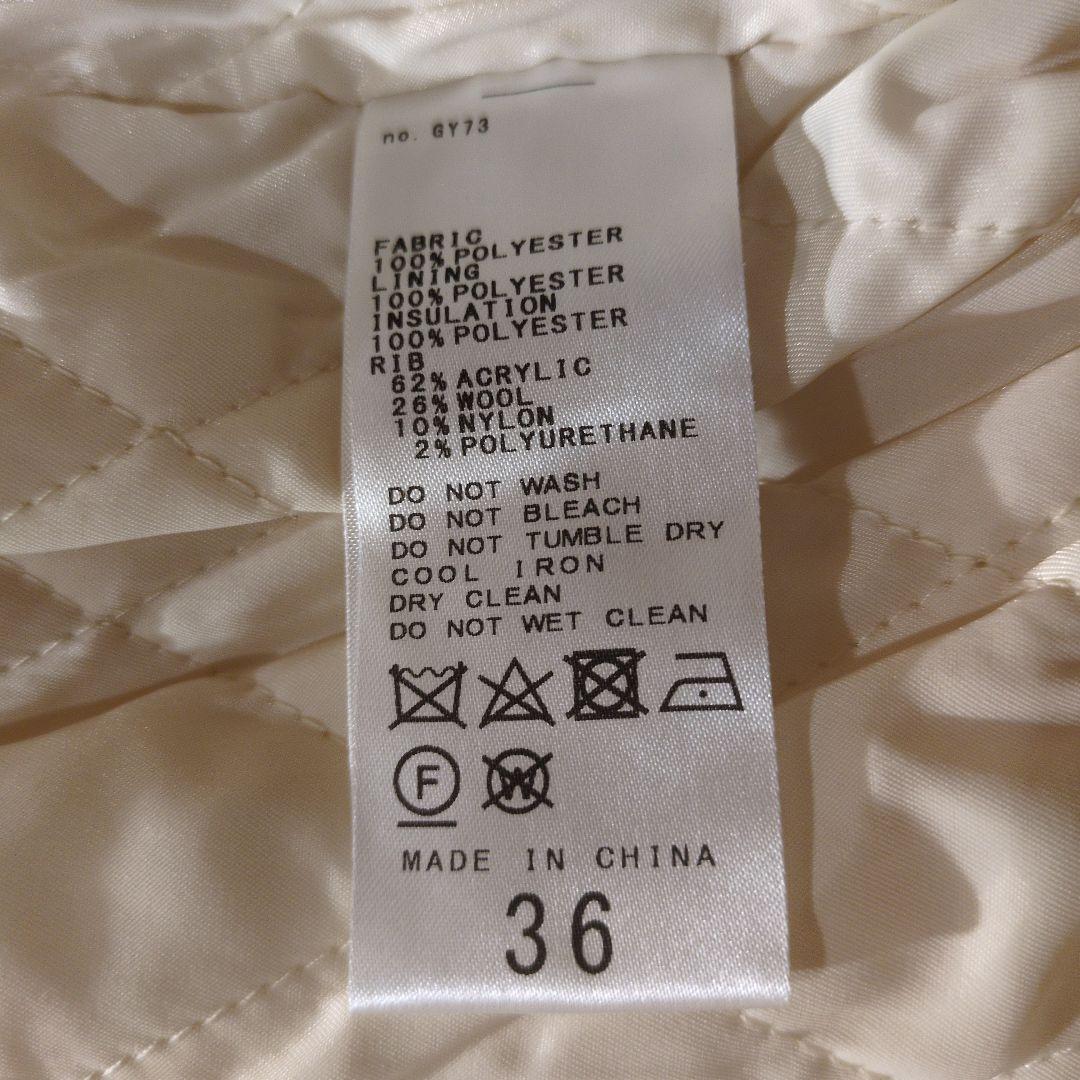 no. GY73
FABRIC
100% POLYESTER
LINING
100% POLYESTER
INSULATION
100% POLYESTER
RIB
62% ACRYLIC
26% WOOL
10% NYLON
2% POLYURETHANE
DO NOT WASH
DO NOT BLEACH
DO NOT TUMBLE DRY
COOL IRON
DRY CLEAN
DO NOT WET CLEAN
F W
MADE IN CHINA
36